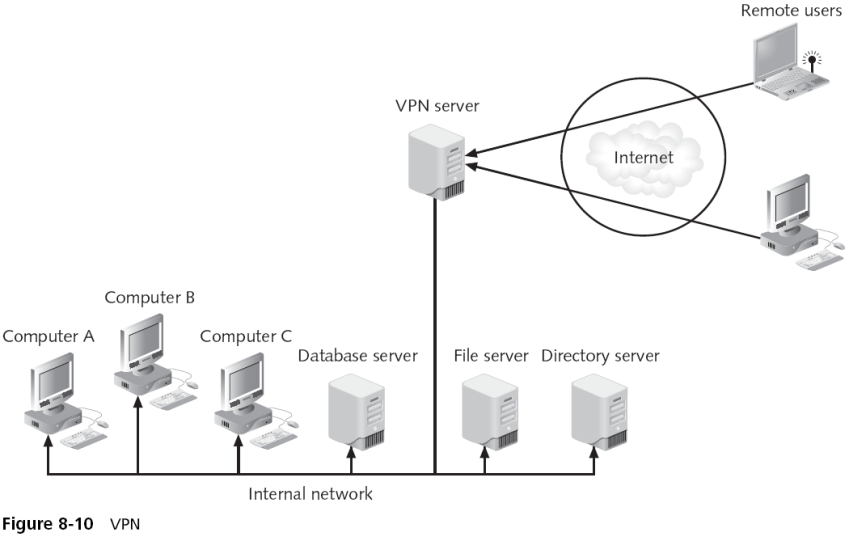 Remote users
VPN server
Internet
Computer B
Computer A
Computer C
Database server
File server
Directory server
Internal network
Figure 8-10 VPN